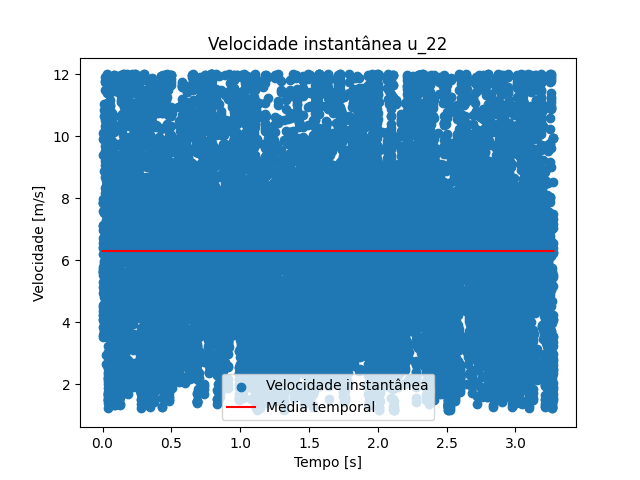 Velocidade instantânea u_22
Velocidade [m/s]
12
10
8
6
4
2
Velocidade instantânea
Média temporal
0.0 0.5 1.0 1.5 2.0 2.5 3.0
Tempo [s]